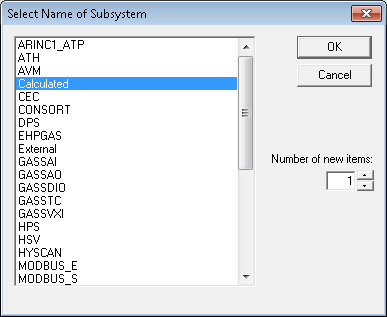 Select Name of Subsystem
ARINC1_ATP
ATH
AVM
Calculated
CEC
CONSORT
DPS
EHPGAS
External
GASSAI
GASSAO
GASSDIO
GASSTC
GASSVXI
HPS
HSV
HYSCAN
MODBUS_E
MODBUS_S
OK
Cancel
Number of new items:
1